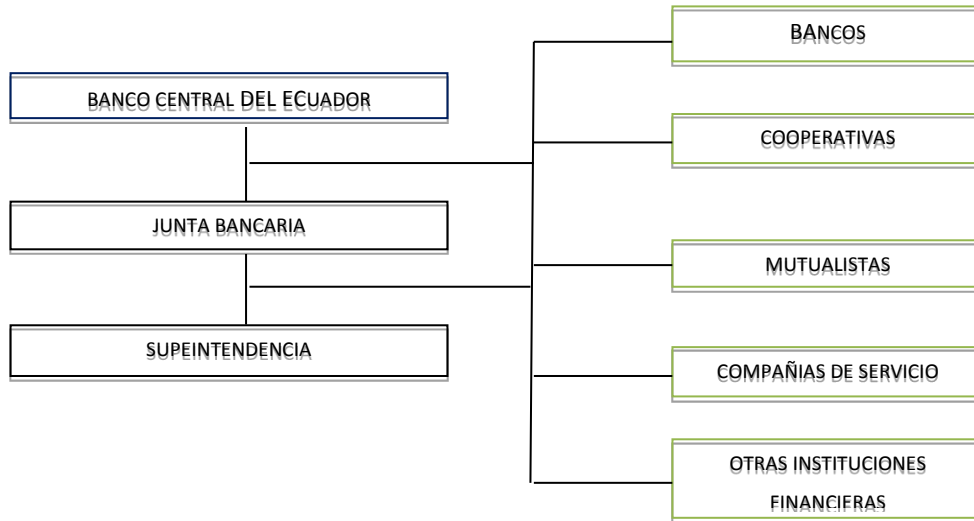 BANCO CENTRAL DEL ECUADOR
JUNTA BANCARIA
SUPEINTENDENCIA
BANCOS
COOPERATIVAS
MUTUALISTAS
COMPAÑIAS DE SERVICIO
OTRAS INSTITUCIONES
FINANCIERAS